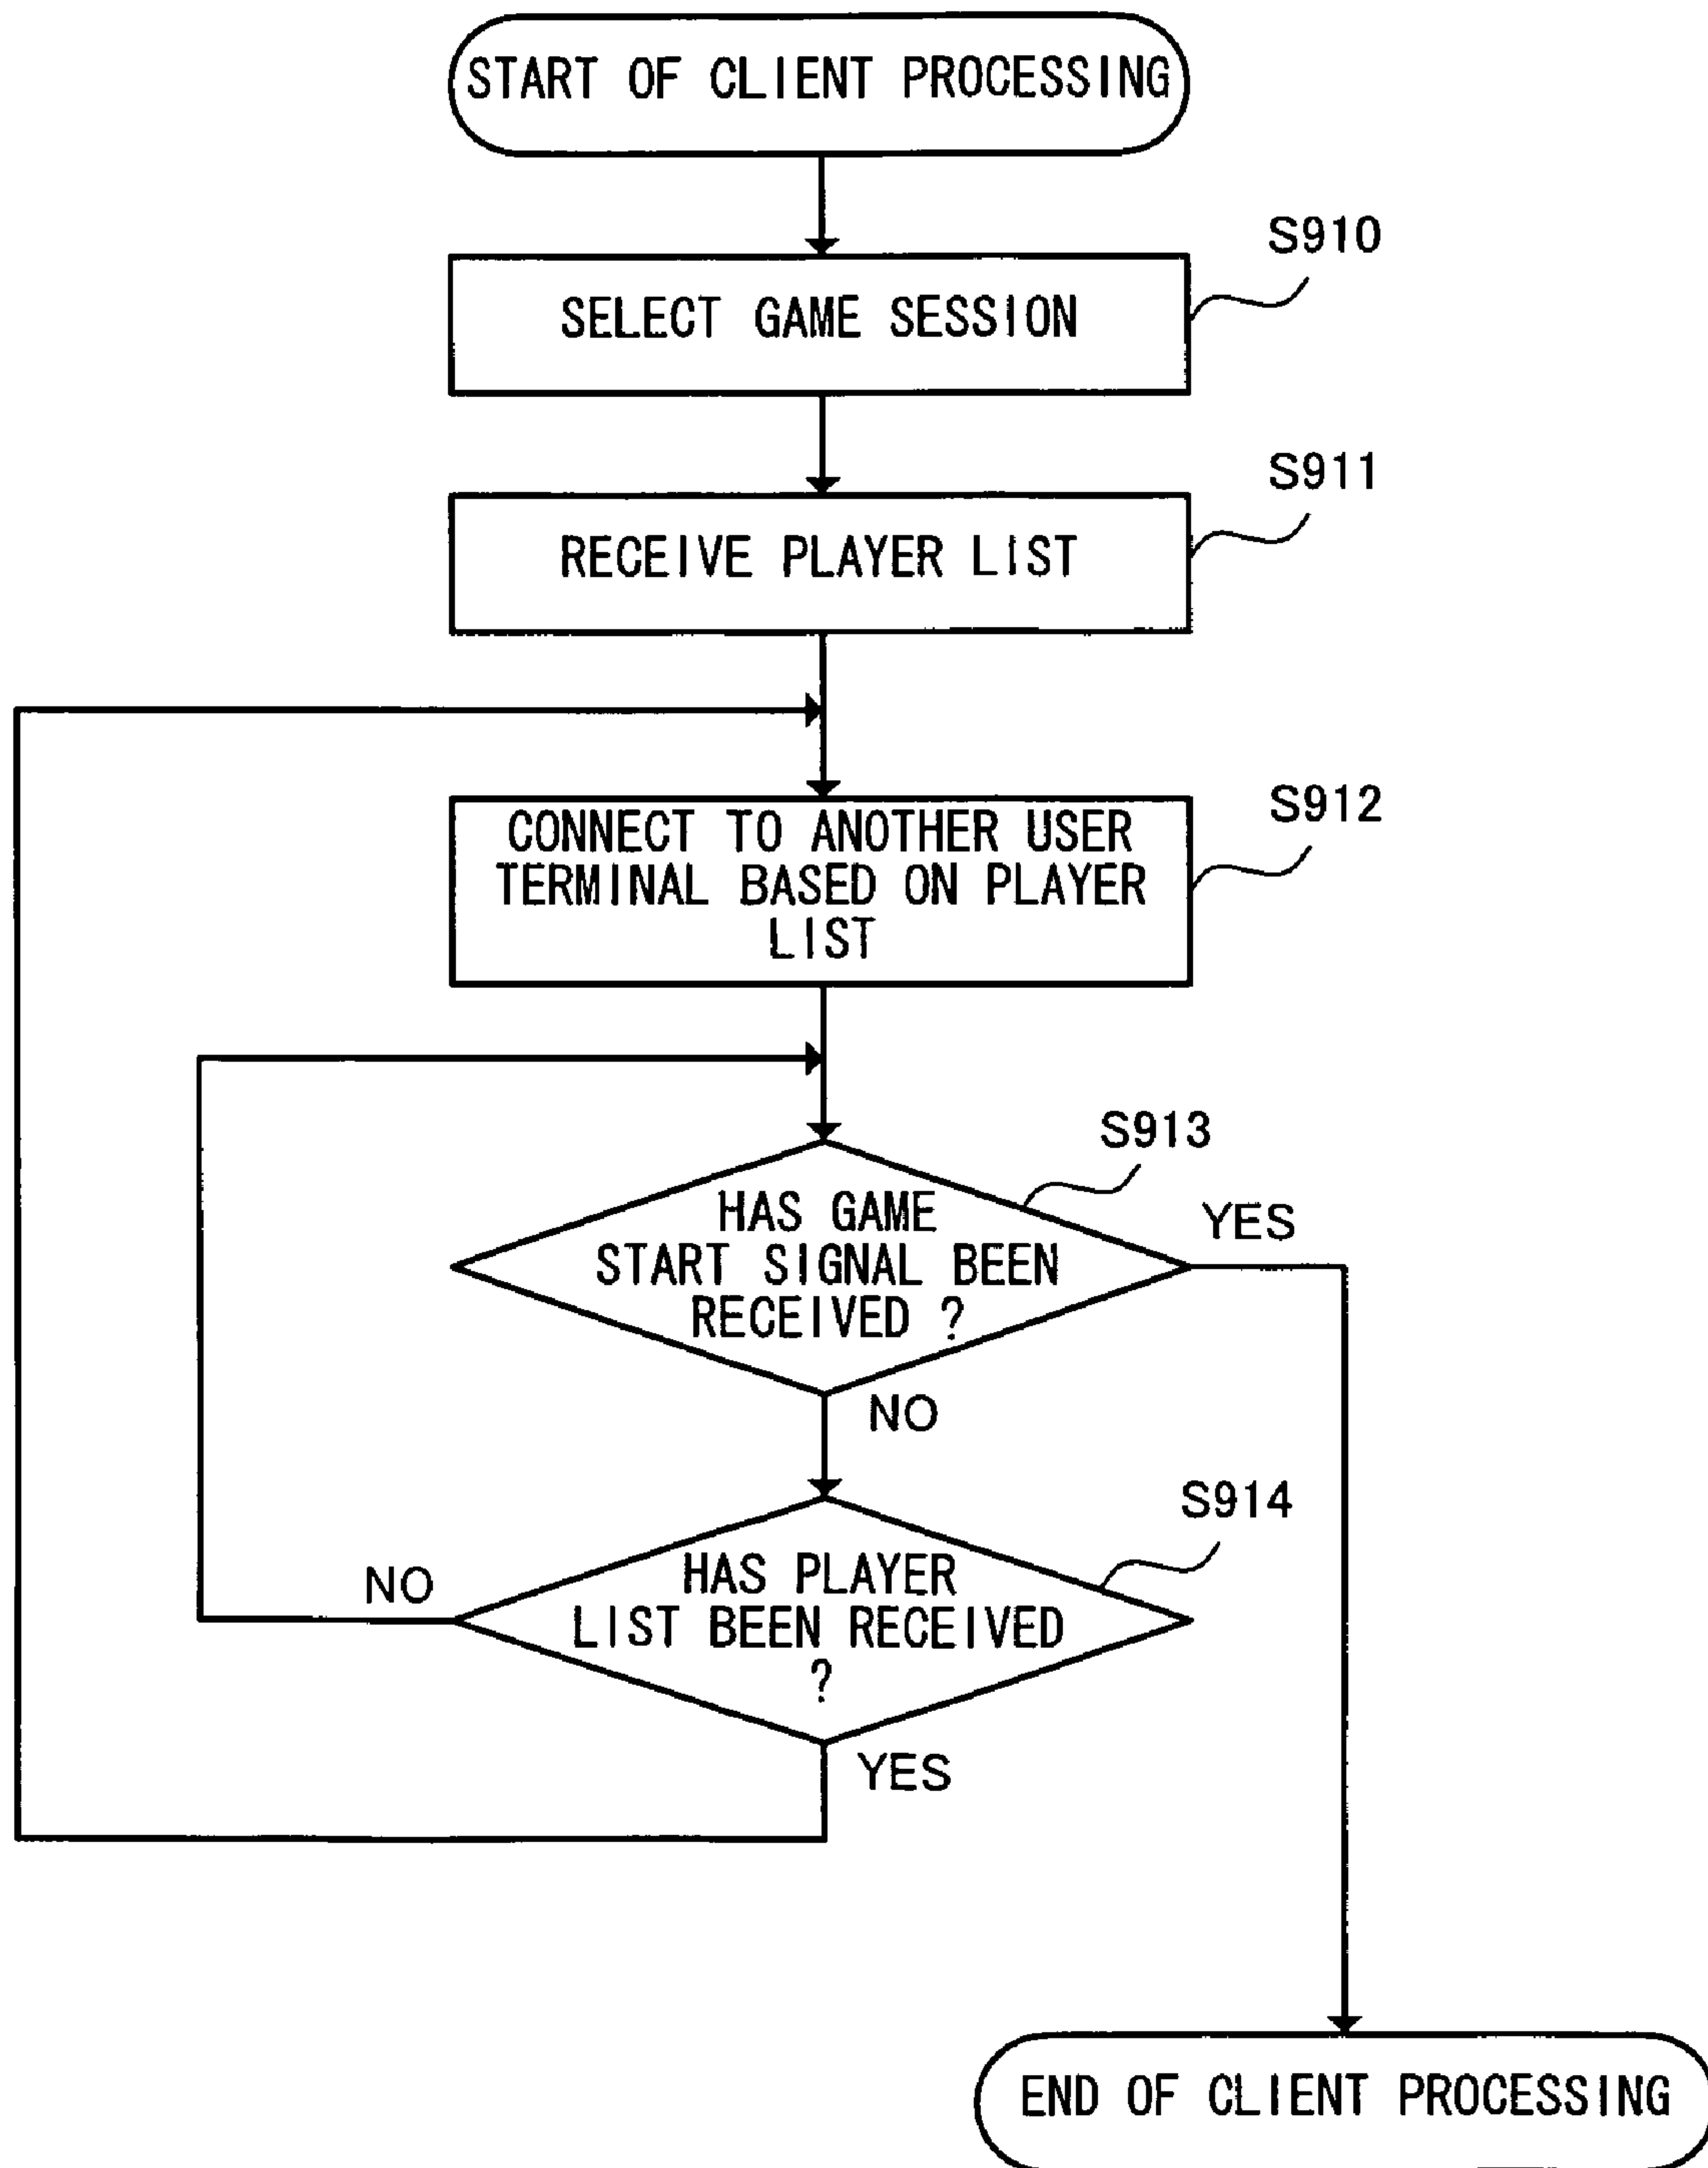 START OF CLIENT PROCESSING
S910
SELECT GAME SESSION
S911
RECEIVE PLAYER LIST
S912
CONNECT TO ANOTHER USER
TERMINAL BASED ON PLAYER
LIST
S913
HAS GAME
START SIGNAL BEEN
RECEIVED ?
YES
NO
S914
HAS PLAYER
LIST BEEN RECEIVED
?
NO
YES
END OF CLIENT PROCESSING